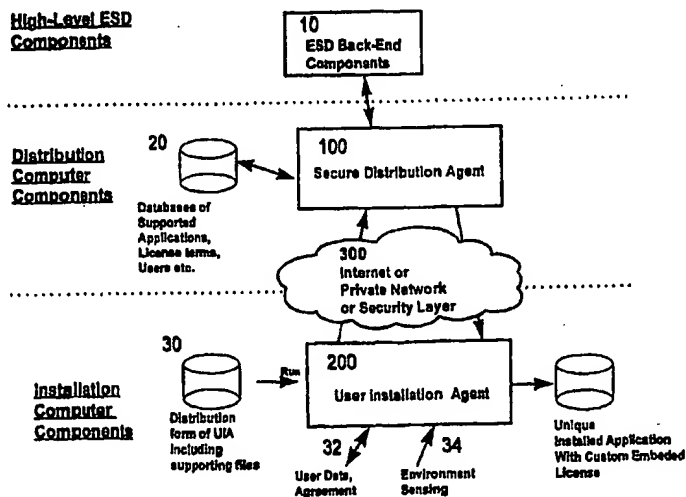 High-Level ESD
Components
10
ESD Back-End
Components
Distribution
Computer
Components
20
Databases of
Supported
Applications,
License terms,
Users etc.
100
Secure Distribution Agent
300
Internet or
Private Network
or Security Layer
Installation
Computer
Components
30
Distribution
form of UIA
including
supporting files
Run
200
User Installation Agent
32
User Data,
Agreement
34
Environment
Sensing
Unique
Installed Application
With Custom Embeded
License